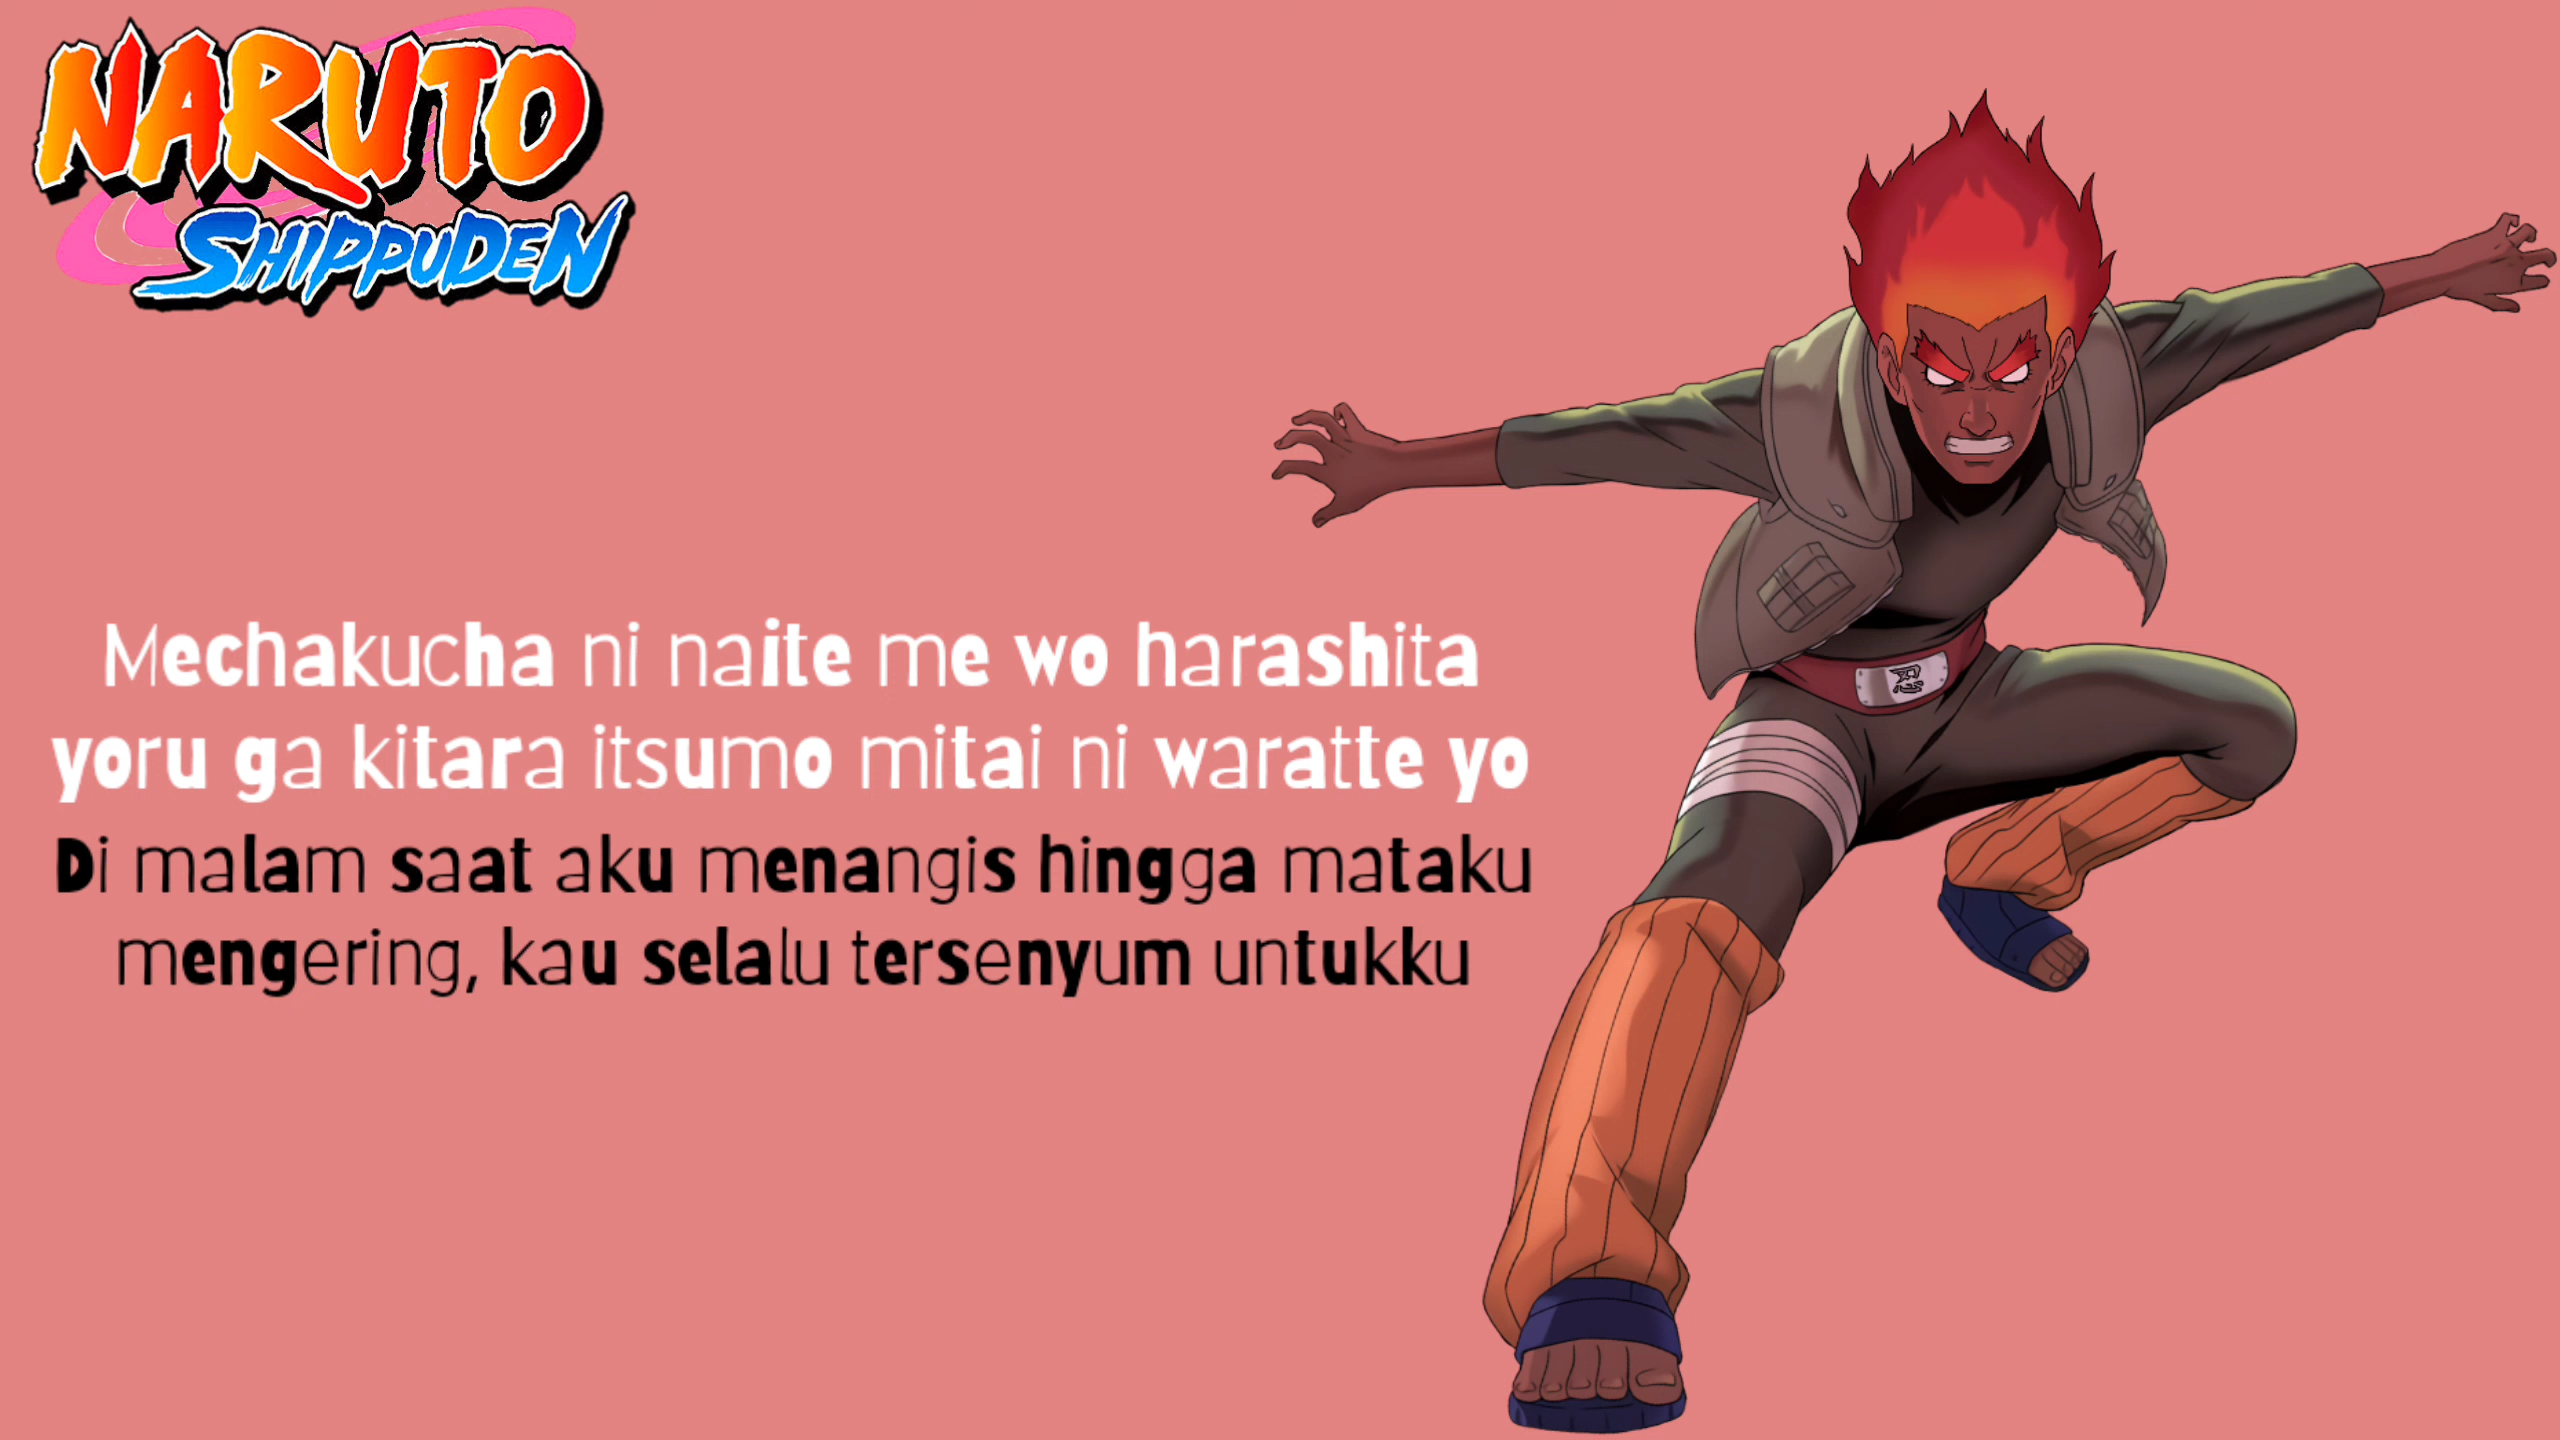 NARUTO
SHIPPUDEN
Mechakucha ni naite me wo harashita
yoru ga kitara itsumo mitai ni waratte yo
Di malam saat aku menangis hingga mataku
mengering, kau selalu tersenyum untukku
忍